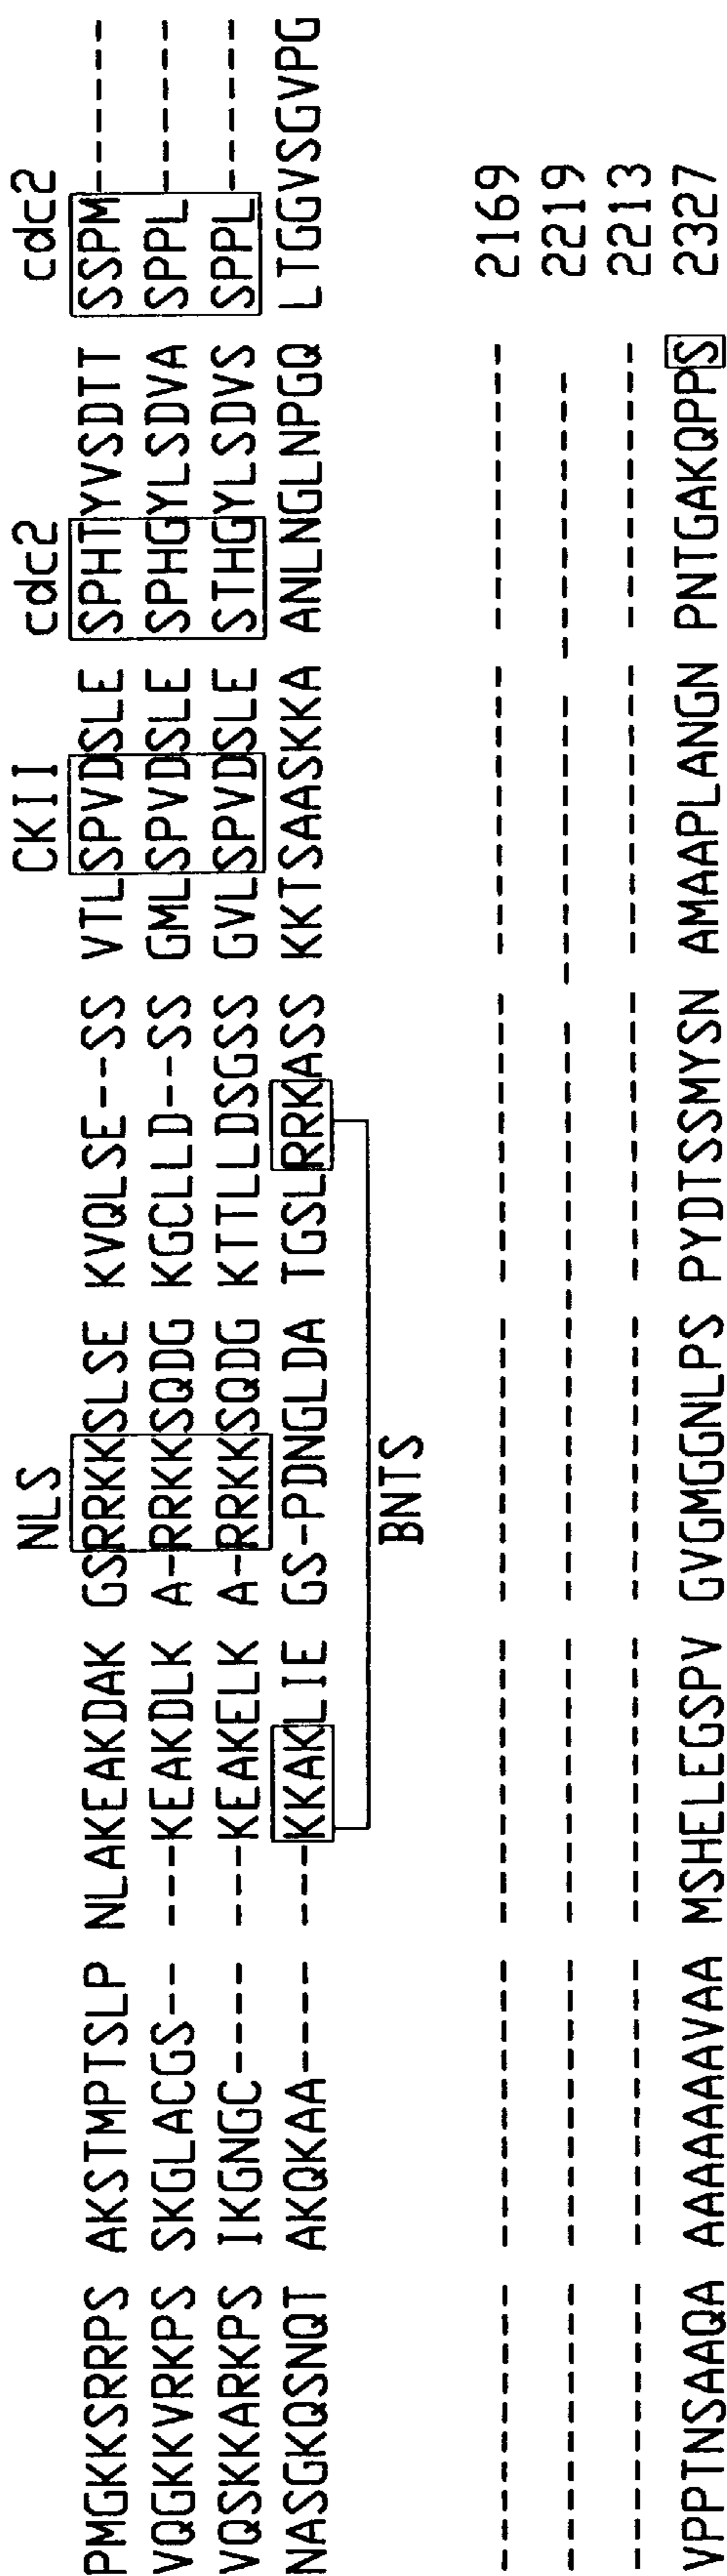 NLS CKII cdc2 cdc2
PMGKKSRRPS AKSTMPTSLP NLAKEAKDAK GSRRKKSLSE KVQLSE--SS VTLSPVDSLE SPHTYVSDTT SSPM------
VQGKKVRKPS SKGLACGS-- ---KEAKDLK A-RRKKSQDG KGCLLD--SS GMLSPVDSLE SPHGYLSDVA SPPL------
VQSKKARKPS IKGNGC---- ---KEAKELK A-RRKKSQDG KTTLLDSGSS GVLSPVDSLE STHGYLSDVS SPPL------
NASGKQSNQT AKQKAA---- ---KKAKLIE GS-PDNGLDA TGSLRRKASS KKTSAASKKA ANLNGLNPGQ LTGGVSGVPG
BNTS
---------- ---------- ---------- ---------- ---------- ---------- ---------- 2169
---------- ---------- ---------- ---------- ---------- ---------- ---------- 2219
---------- ---------- ---------- ---------- ---------- ---------- ---------- 2213
VPPTNSAAQA AAAAAAAVAA MSHELEGSPV GVGMGGNLPS PYDTSSMYSN AMAAPLANGN PNTGAKQPPS 2327